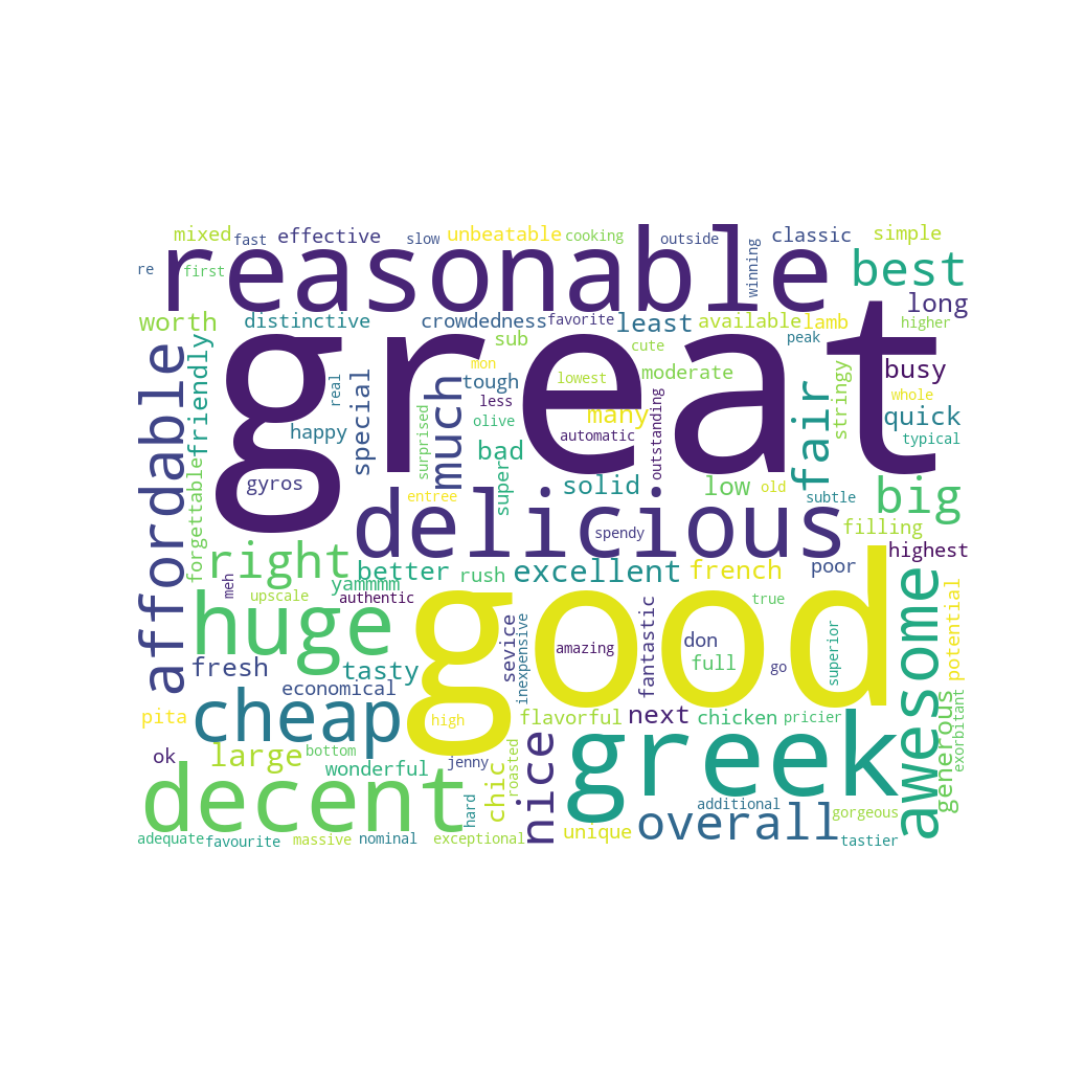 mixed
fast
effective
slow
unbeatable
cooking
outside
winning
classic
simple
re
first
reasonable
best
long
worth
distinctive
crowdedness
favorite
least
available
lamb
peak
higher
great
friendly
affordable
real
special
happy
surprised
much
mon
sub
tough
less
olive
lowest
cute
moderate
many
automatic
outstanding
fair
stringy
busy
whole
quick
typical
forgettable
gyros
entree
super
bad
solid
low
old
subtle
big
delicious
spendy
filling
highest
right
meh
yammmm
better
rush
excellent
french
poor
upscale
authentic
true
huge
good
awesome
potential
fresh
tasty
economical
sevice
inexpensive
amazing
fantastic
don
full
go
superior
pita
cheap
high
flavorful
next
chicken
pricier
generous
exorbitant
ok
large
bottom
wonderful
jenny
roasted
nice
greek
decent
hard
chic
unique
overall
additional
gorgeous
adequate
favourite
massive
nominal
exceptional
tastier